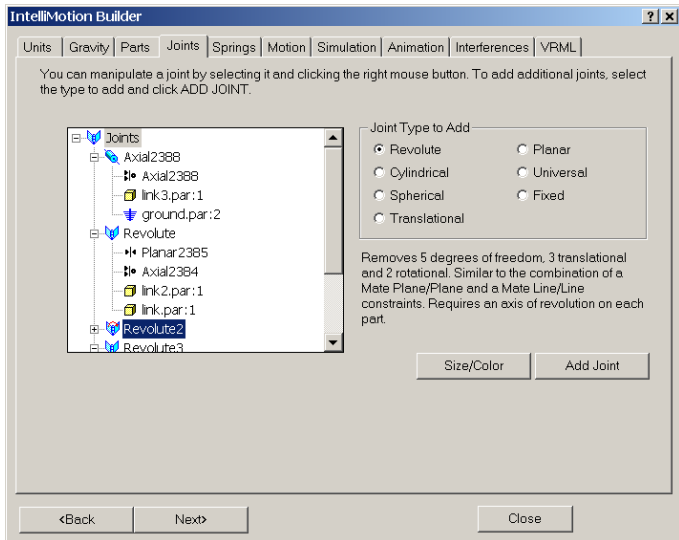 IntelliMotion Builder
Units Gravity Parts Joints Springs Motion Simulation Animation Interferences VRML
You can manipulate a joint by selecting it and clicking the right mouse button. To add additional joints, select
the type to add and click ADD JOINT.
Joints
Axial2388
Axial2388
link3.par:1
ground.par:2
Revolute
Planar2385
Axial2384
link2.par:1
link.par:1
Revolute2
Revolute3
Joint Type to Add
Revolute Planar
Cylindrical Universal
Spherical Fixed
Translational
Removes 5 degrees of freedom, 3 translational
and 2 rotational. Similar to the combination of a
Mate Plane/Plane and a Mate Line/Line
constraints. Requires an axis of revolution on each
part.
Size/Color Add Joint
<Back Next> Close